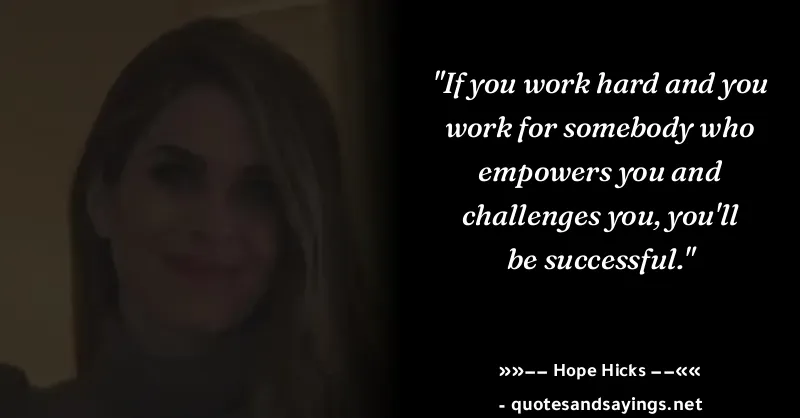 "If you work hard and you
work for somebody who
empowers you and
challenges you, you'll
be successful."
»»−− Hope Hicks −−««
- quotesandsayings.net